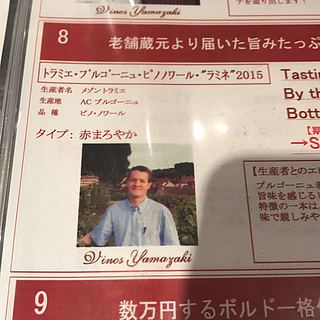 Vinos Yamazaki
8
老舗蔵元より届いた旨みたっぷ
トラミエ・ブルゴーニュ・ピノノワール・"ラミネ"2015
生産者名 メゾントラミエ
生産地 AC ブルゴーニュ
品種 ピノ・ノワール
タイプ：赤まろやか
Tastin
By th
Bott
→S
【生産者とのエピ
ブルゴーニュ
旨味を感じる
特徴の一本は
味で親しみや
Vinos Yamazaki
9
数万円するボルドー格